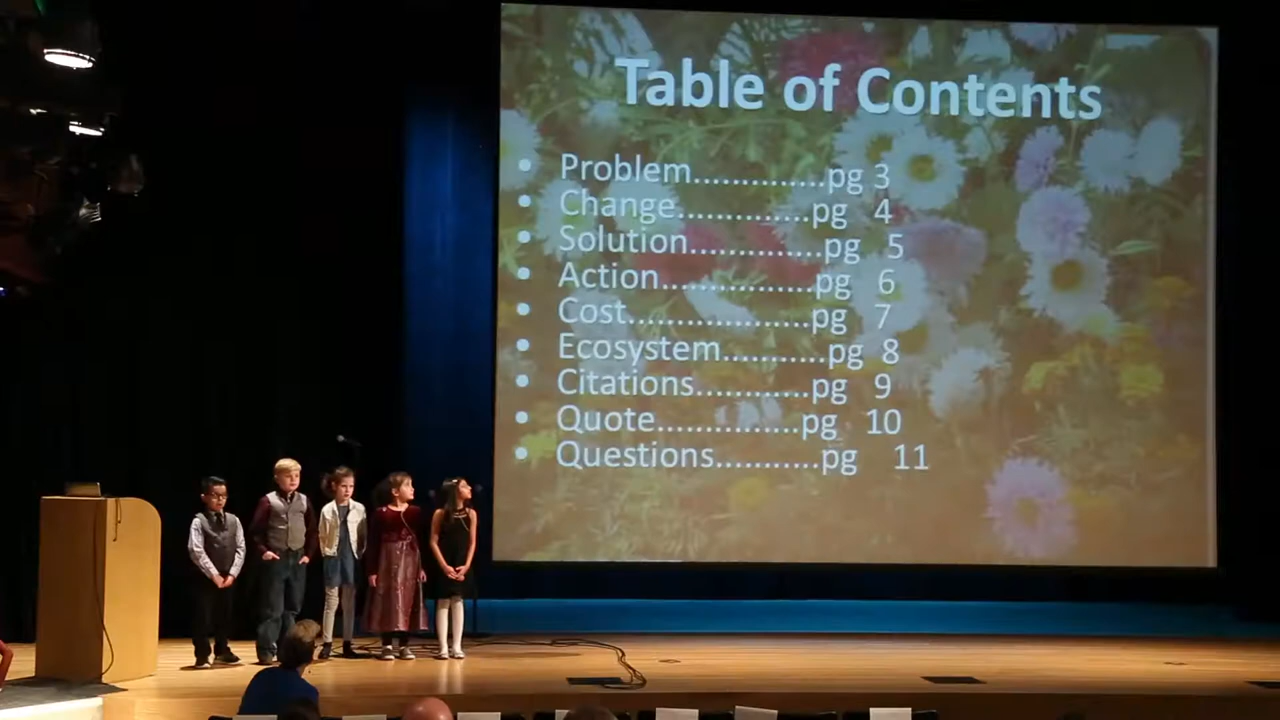 Table of Contents
• Problem..............pg 3
• Change..............pg 4
• Solution..............pg 5
• Action................pg 6
• Cost...................pg 7
• Ecosystem...........pg 8
• Citations............pg 9
• Quote...............pg 10
• Questions...........pg 11